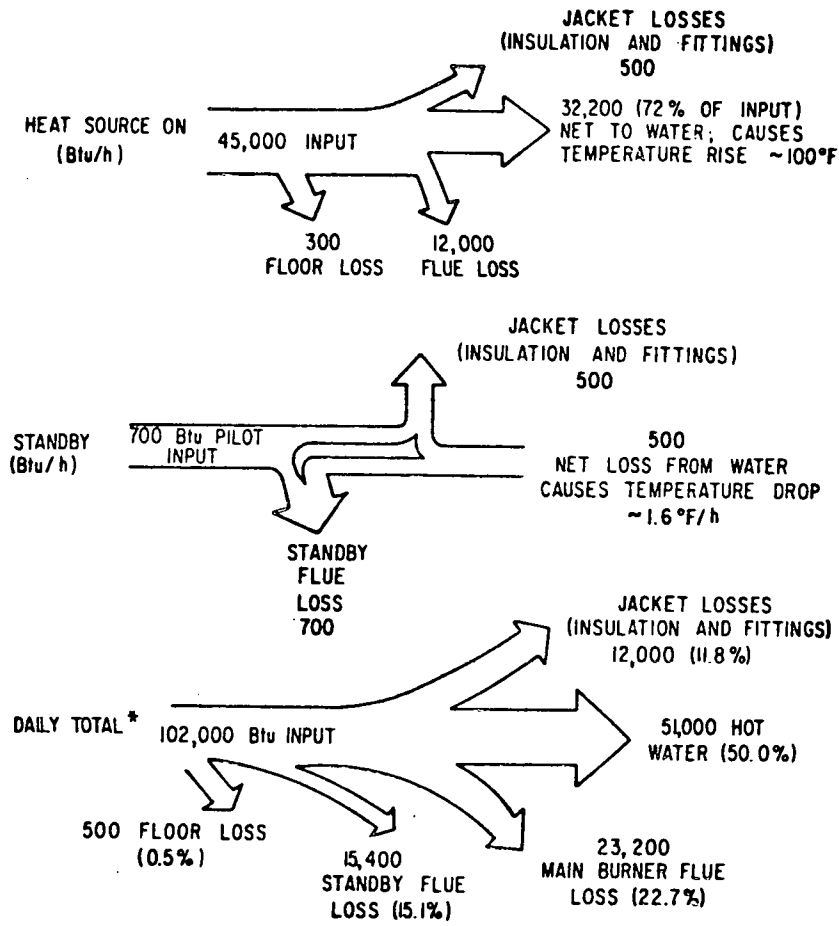 JACKET LOSSES
(INSULATION AND FITTINGS)
500
HEAT SOURCE ON
(Btu/h)
45,000 INPUT
32,200 (72% OF INPUT)
NET TO WATER; CAUSES
TEMPERATURE RISE ~100°F
300
FLOOR LOSS
12,000
FLUE LOSS
JACKET LOSSES
(INSULATION AND FITTINGS)
500
STANDBY
(Btu/h)
700 Btu PILOT
INPUT
500
NET LOSS FROM WATER
CAUSES TEMPERATURE DROP
~1.6°F/h
STANDBY
FLUE
LOSS
700
JACKET LOSSES
(INSULATION AND FITTINGS)
12,000 (11.8%)
DAILY TOTAL*
102,000 Btu INPUT
51,000 HOT
WATER (50.0%)
500 FLOOR LOSS
(0.5%)
15,400
STANDBY FLUE
LOSS (15.1%)
23,200
MAIN BURNER FLUE
LOSS (22.7%)